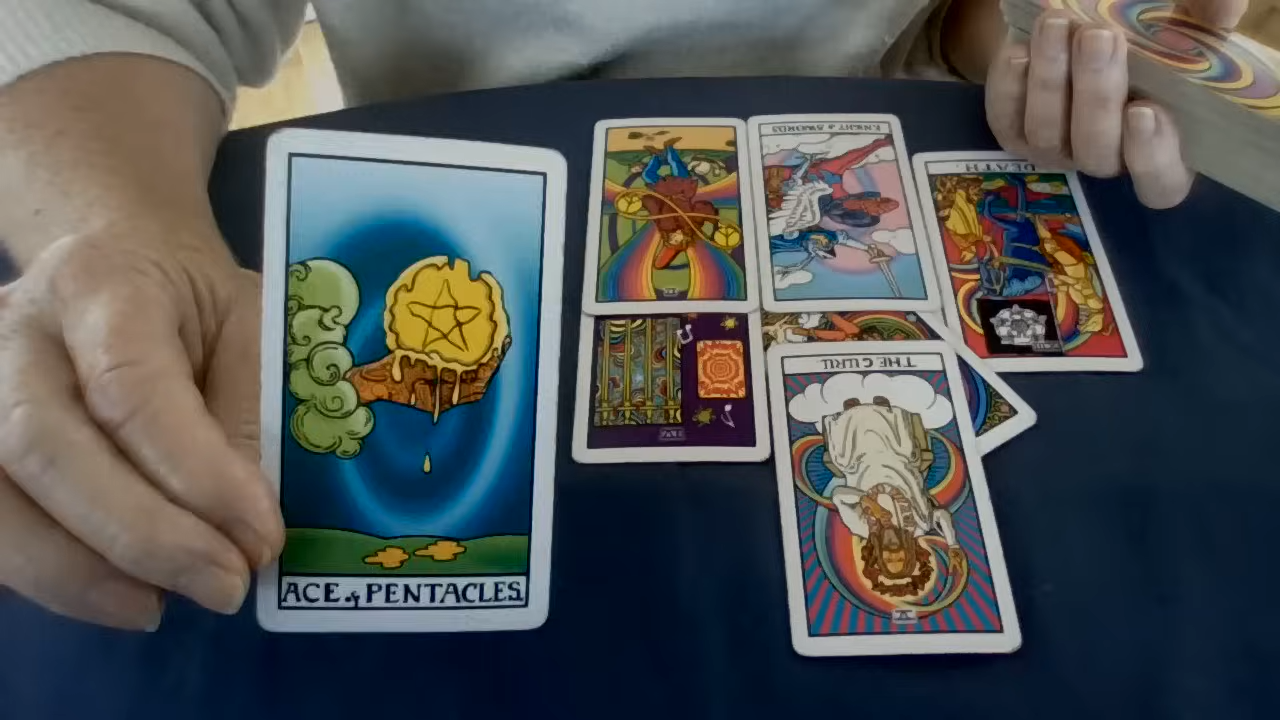 ACE of PENTACLES
KNIGHT of SWORDS
DEATH.
THE GURU.